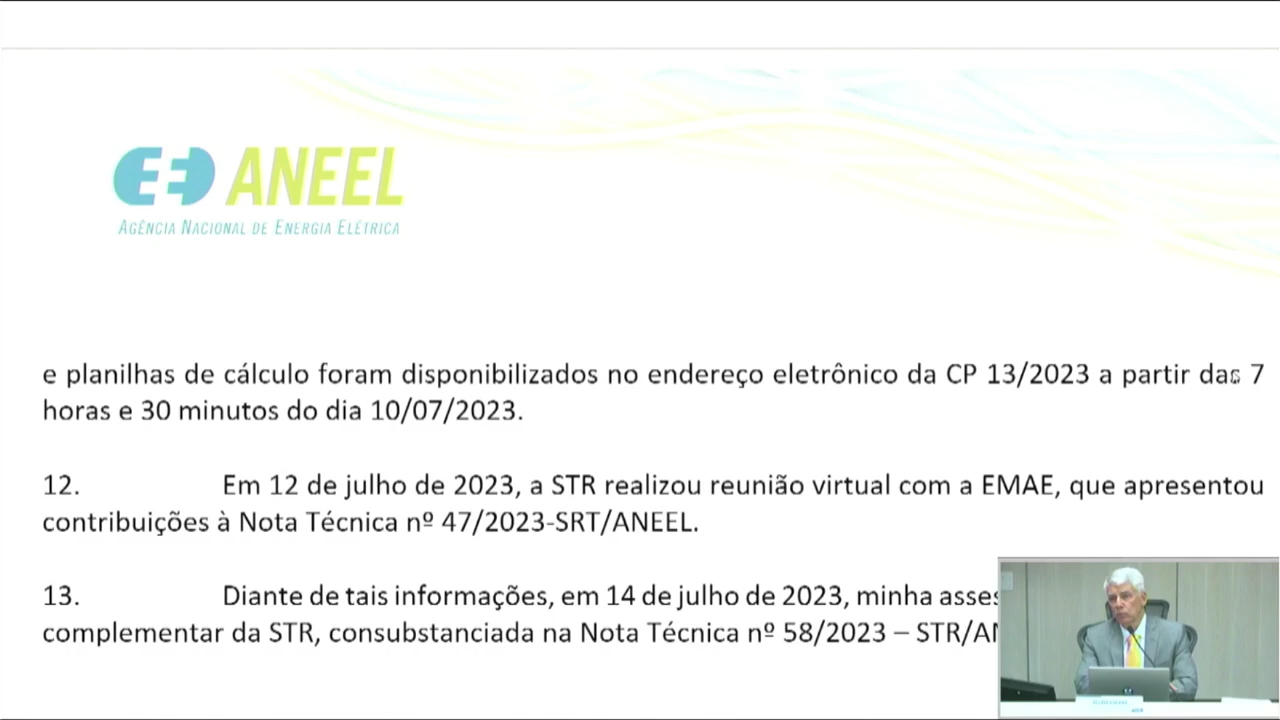 ANEEL
AGÊNCIA NACIONAL DE ENERGIA ELÉTRICA
e planilhas de cálculo foram disponibilizados no endereço eletrônico da CP 13/2023 a partir das 7
horas e 30 minutos do dia 10/07/2023.
12. Em 12 de julho de 2023, a STR realizou reunião virtual com a EMAE, que apresentou
contribuições à Nota Técnica nº 47/2023-SRT/ANEEL.
13. Diante de tais informações, em 14 de julho de 2023, minha asses
complementar da STR, consubstanciada na Nota Técnica nº 58/2023 – STR/AN